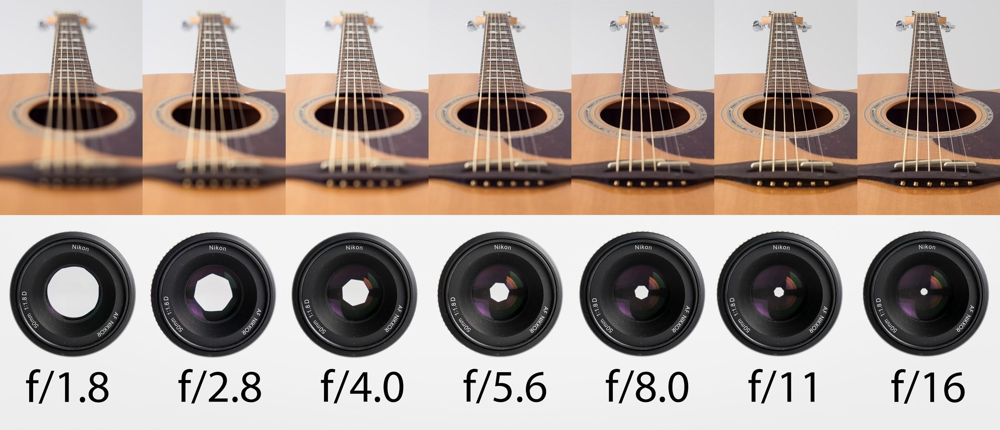 Nikon
50mm 1:1.8D
AF NIKKOR
Nikon
50mm 1:1.8D
AF NIKKOR
Nikon
50mm 1:1.8D
AF NIKKOR
Nikon
50mm 1:1.8D
AF NIKKOR
Nikon
50mm 1:1.8D
AF NIKKOR
Nikon
50mm 1:1.8D
AF NIKKOR
Nikon
50mm 1:1.8D
AF NIKKOR
f/1.8 f/2.8 f/4.0 f/5.6 f/8.0 f/11 f/16